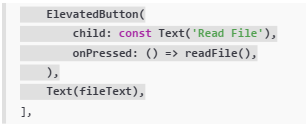 ElevatedButton(
child: const Text('Read File'),
onPressed: () => readFile(),
),
Text(fileText),
],